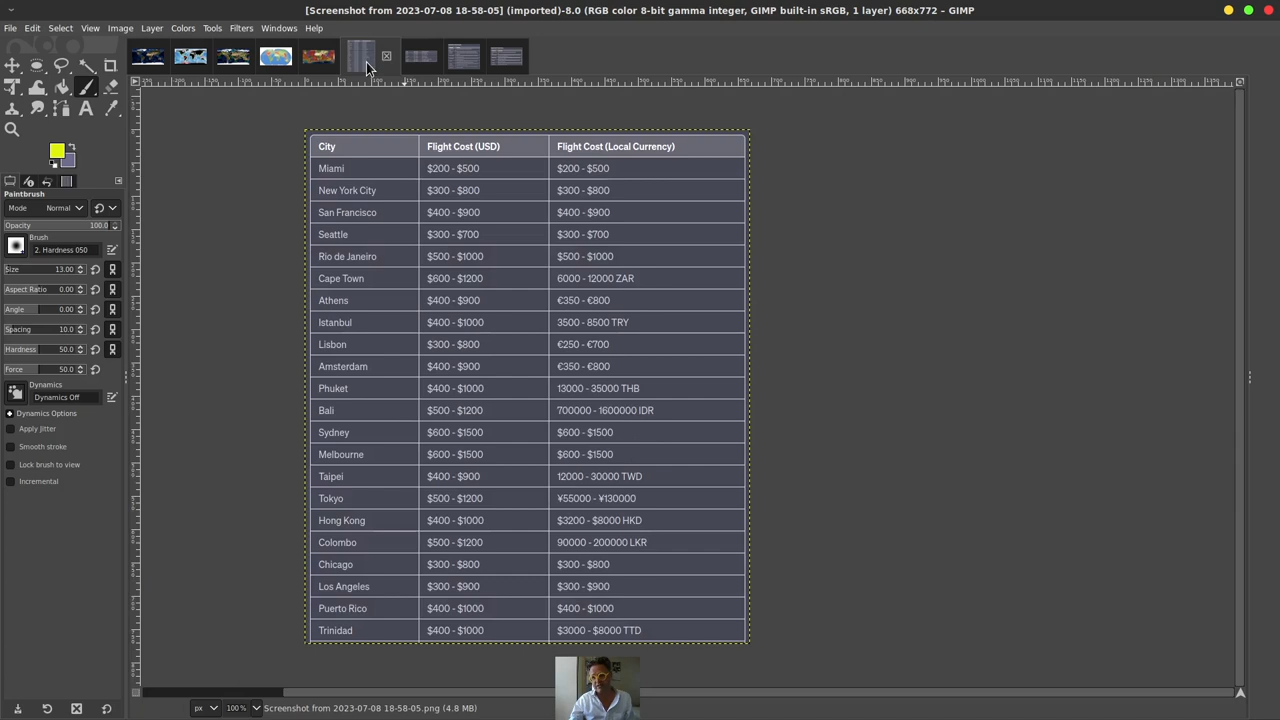 [Screenshot from 2023-07-08 18-58-05] (imported)-8.0 (RGB color 8-bit gamma integer, GIMP built-in sRGB, 1 layer) 668x772 – GIMP
File Edit Select View Image Layer Colors Tools Filters Windows Help
Paintbrush
Mode Normal
Opacity 100.0
Brush
2. Hardness 050
Size 13.00
Aspect Ratio 0.00
Angle 0.00
Spacing 10.0
Hardness 50.0
Force 50.0
Dynamics
Dynamics Off
Dynamics Options
Apply Jitter
Smooth stroke
Lock brush to view
Incremental
City Flight Cost (USD) Flight Cost (Local Currency)
Miami $200 - $500 $200 - $500
New York City $300 - $800 $300 - $800
San Francisco $400 - $900 $400 - $900
Seattle $300 - $700 $300 - $700
Rio de Janeiro $500 - $1000 $500 - $1000
Cape Town $600 - $1200 6000 - 12000 ZAR
Athens $400 - $900 €350 - €800
Istanbul $400 - $1000 3500 - 8500 TRY
Lisbon $300 - $800 €250 - €700
Amsterdam $400 - $900 €350 - €800
Phuket $400 - $1000 13000 - 35000 THB
Bali $500 - $1200 700000 - 1600000 IDR
Sydney $600 - $1500 $600 - $1500
Melbourne $600 - $1500 $600 - $1500
Taipei $400 - $900 12000 - 30000 TWD
Tokyo $500 - $1200 ¥55000 - ¥130000
Hong Kong $400 - $1000 $3200 - $8000 HKD
Colombo $500 - $1200 90000 - 200000 LKR
Chicago $300 - $800 $300 - $800
Los Angeles $300 - $900 $300 - $900
Puerto Rico $400 - $1000 $400 - $1000
Trinidad $400 - $1000 $3000 - $8000 TTD
px 100% Screenshot from 2023-07-08 18-58-05.png (4.8 MB)